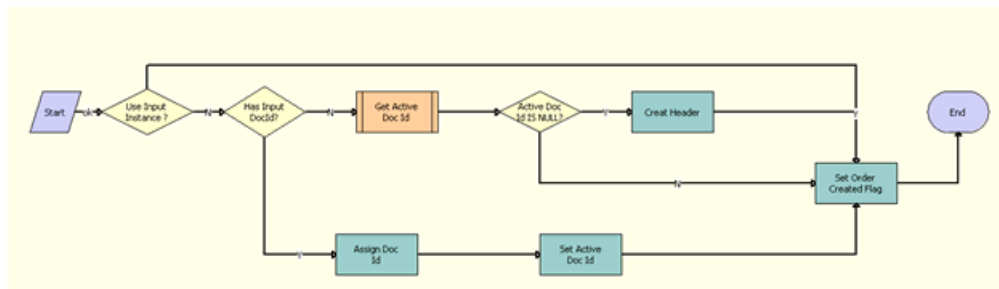 Start
ok
Use Input
Instance ?
N
Has Input
DocId?
N
Get Active
Doc Id
Active Doc
Id IS NULL?
Y
Creat Header
Y
End
N
Set Order
Created Flag
Y
Assign Doc
Id
Set Active
Doc Id